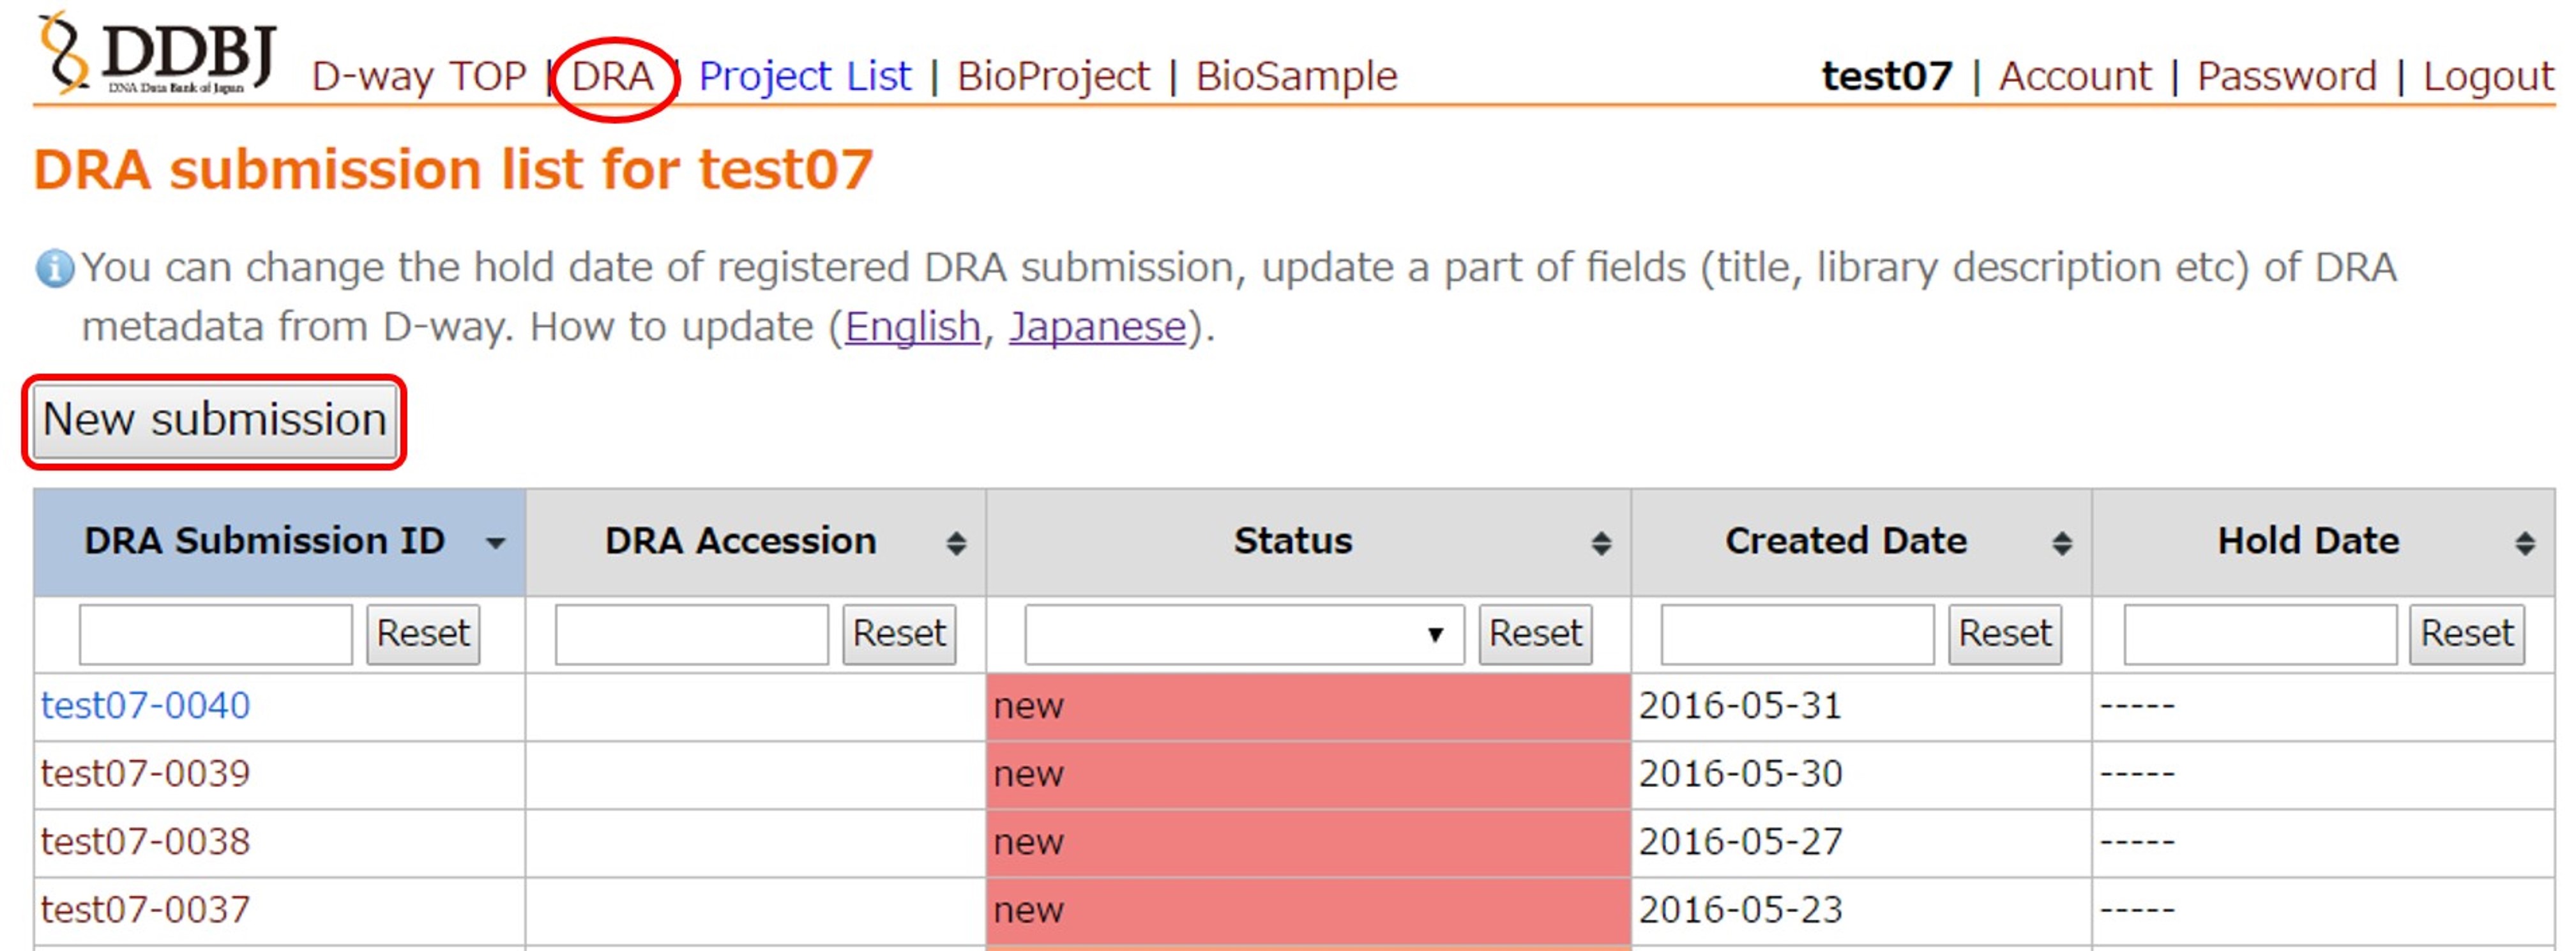 DDBJ
DNA Data Bank of Japan
D-way TOP | DRA | Project List | BioProject | BioSample
test07 | Account | Password | Logout
DRA submission list for test07
You can change the hold date of registered DRA submission, update a part of fields (title, library description etc) of DRA
metadata from D-way. How to update (English, Japanese).
New submission
DRA Submission ID DRA Accession Status Created Date Hold Date
Reset Reset Reset Reset Reset
test07-0040 new 2016-05-31 -----
test07-0039 new 2016-05-30 -----
test07-0038 new 2016-05-27 -----
test07-0037 new 2016-05-23 -----